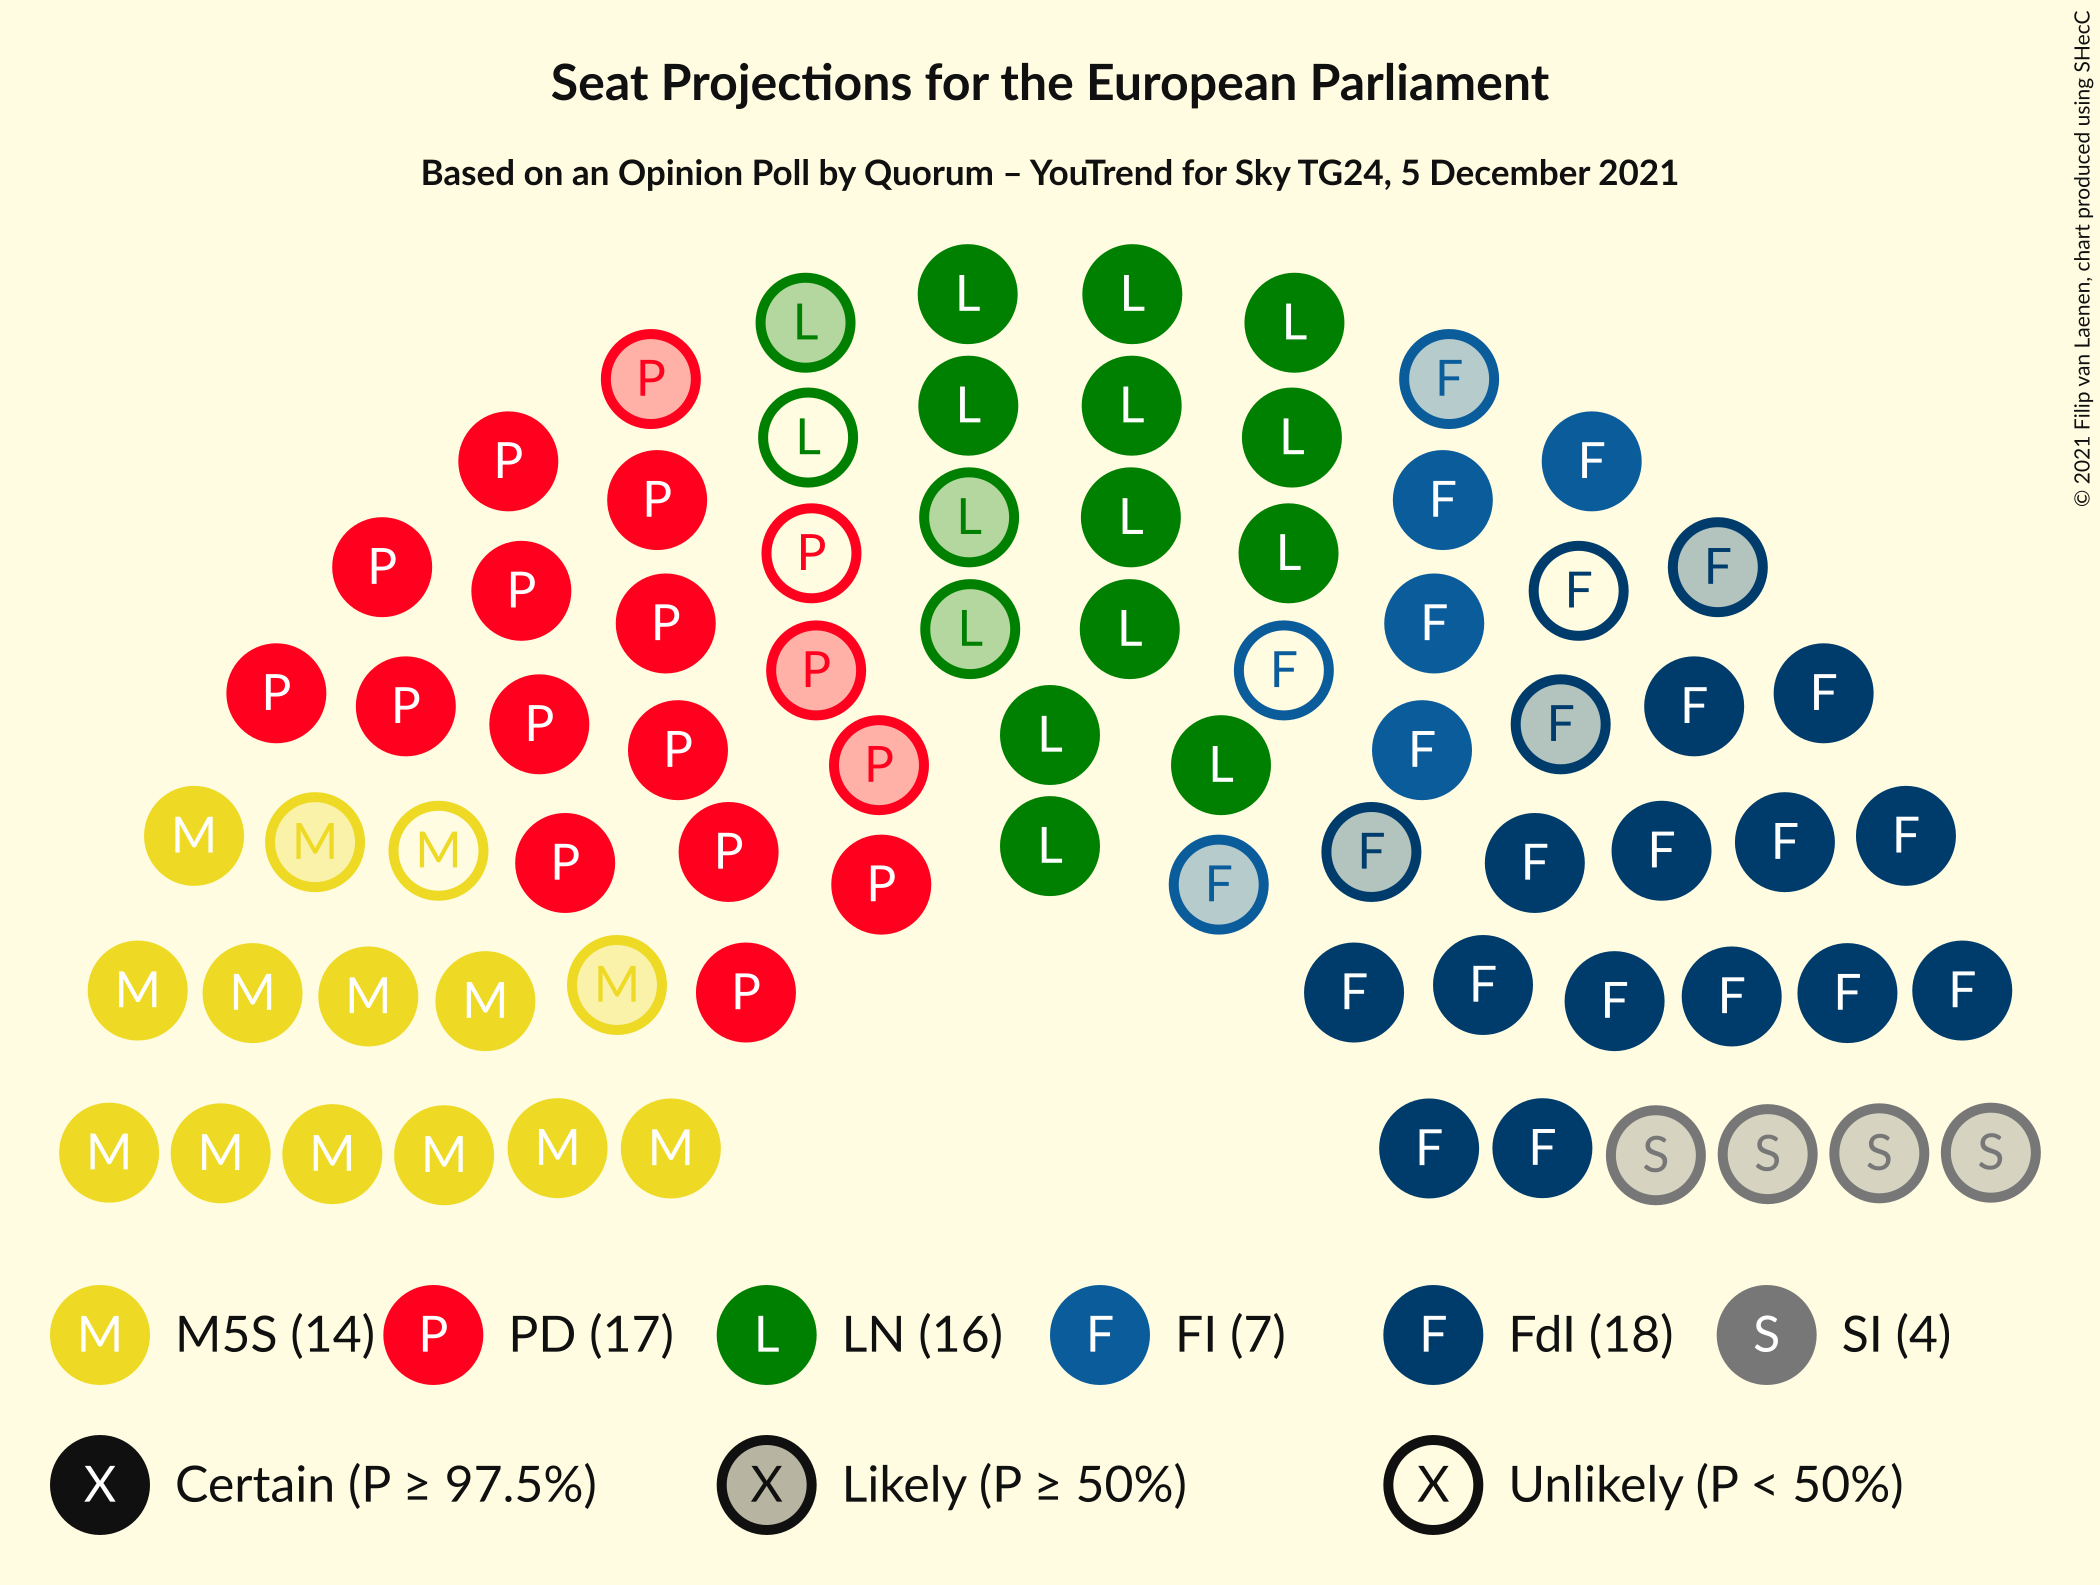 Seat Projections for the European Parliament
Based on an Opinion Poll by Quorum – YouTrend for Sky TG24, 5 December 2021
© 2021 Filip van Laenen, chart produced using SHecC
L L
L L
P F
L L
L L
P F
P P F F
L L
P P
L L
F F
P P F F
L L
P F
P P F F
P F
L
P P F F
P L
M F
M F
M P P L F F F
P F
M F
M M M P P F F F F F
M M
M M M M M M F F S S S S
M M5S (14) P PD (17) L LN (16) F FI (7) F FdI (18) S SI (4)
X Certain (P ≥ 97.5%) X Likely (P ≥ 50%) X Unlikely (P < 50%)